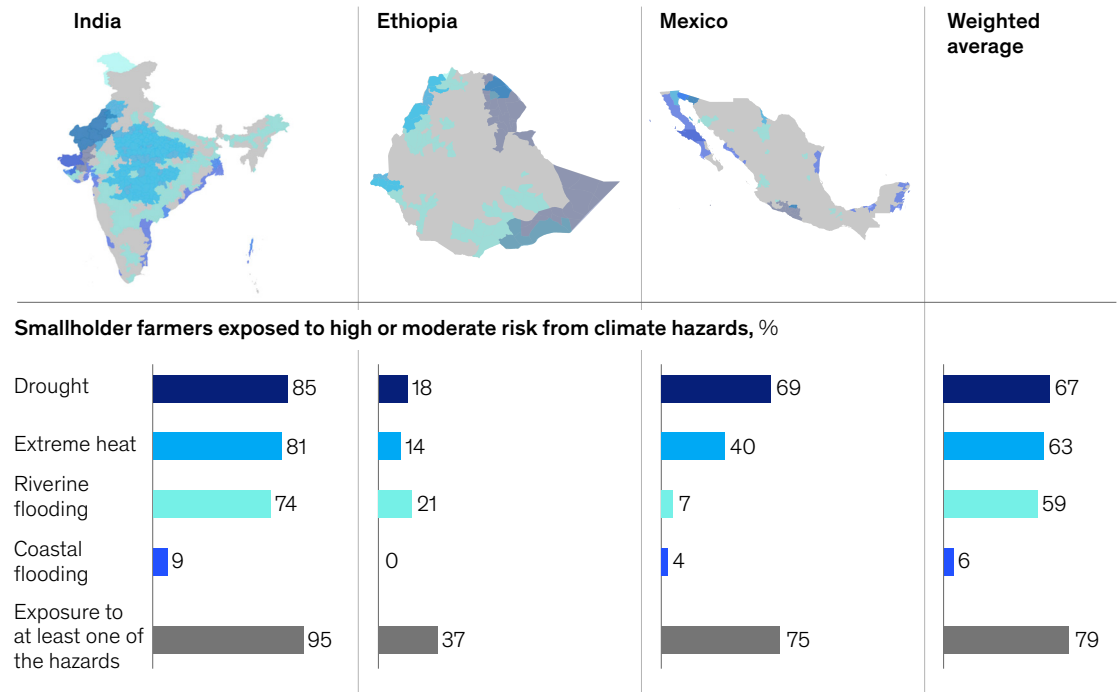 India
Ethiopia
Mexico
Weighted
average
Smallholder farmers exposed to high or moderate risk from climate hazards, %
Drought
85
18
69
67
Extreme heat
81
14
40
63
Riverine
flooding
74
21
7
59
Coastal
flooding
9
0
4
6
Exposure to
at least one of
the hazards
95
37
75
79